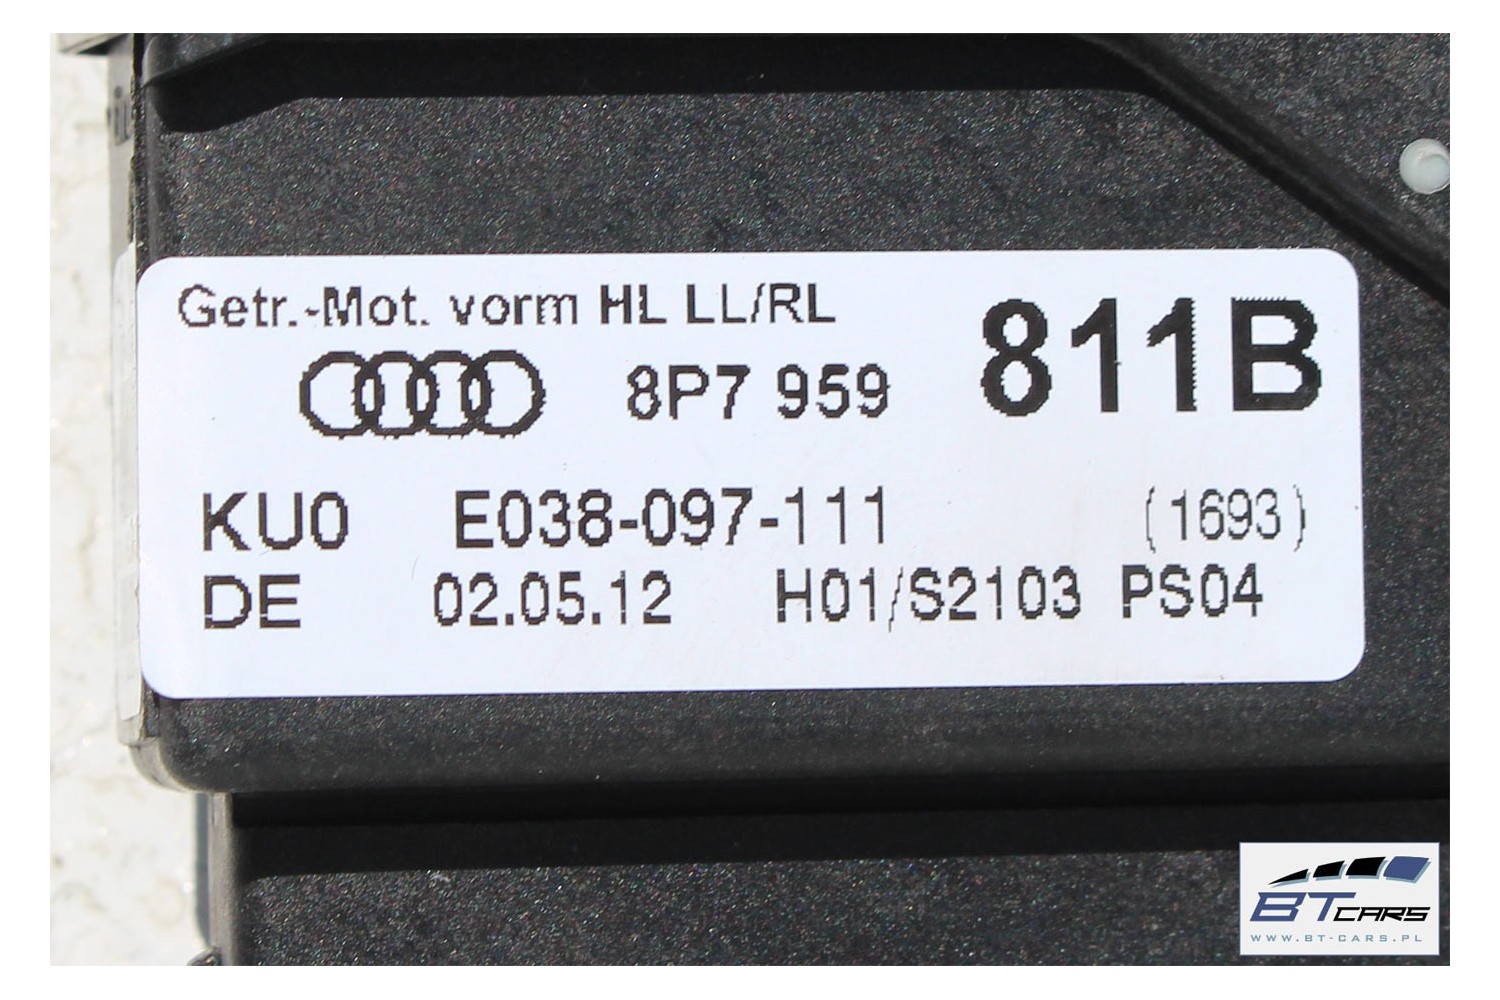 Getr.-Mot. vorm HL LL/RL
8P7 959 811B
KU0 E038-097-111 (1693)
DE 02.05.12 H01/S2103 PS04
BT CARS
WWW.BT-CARS.PL